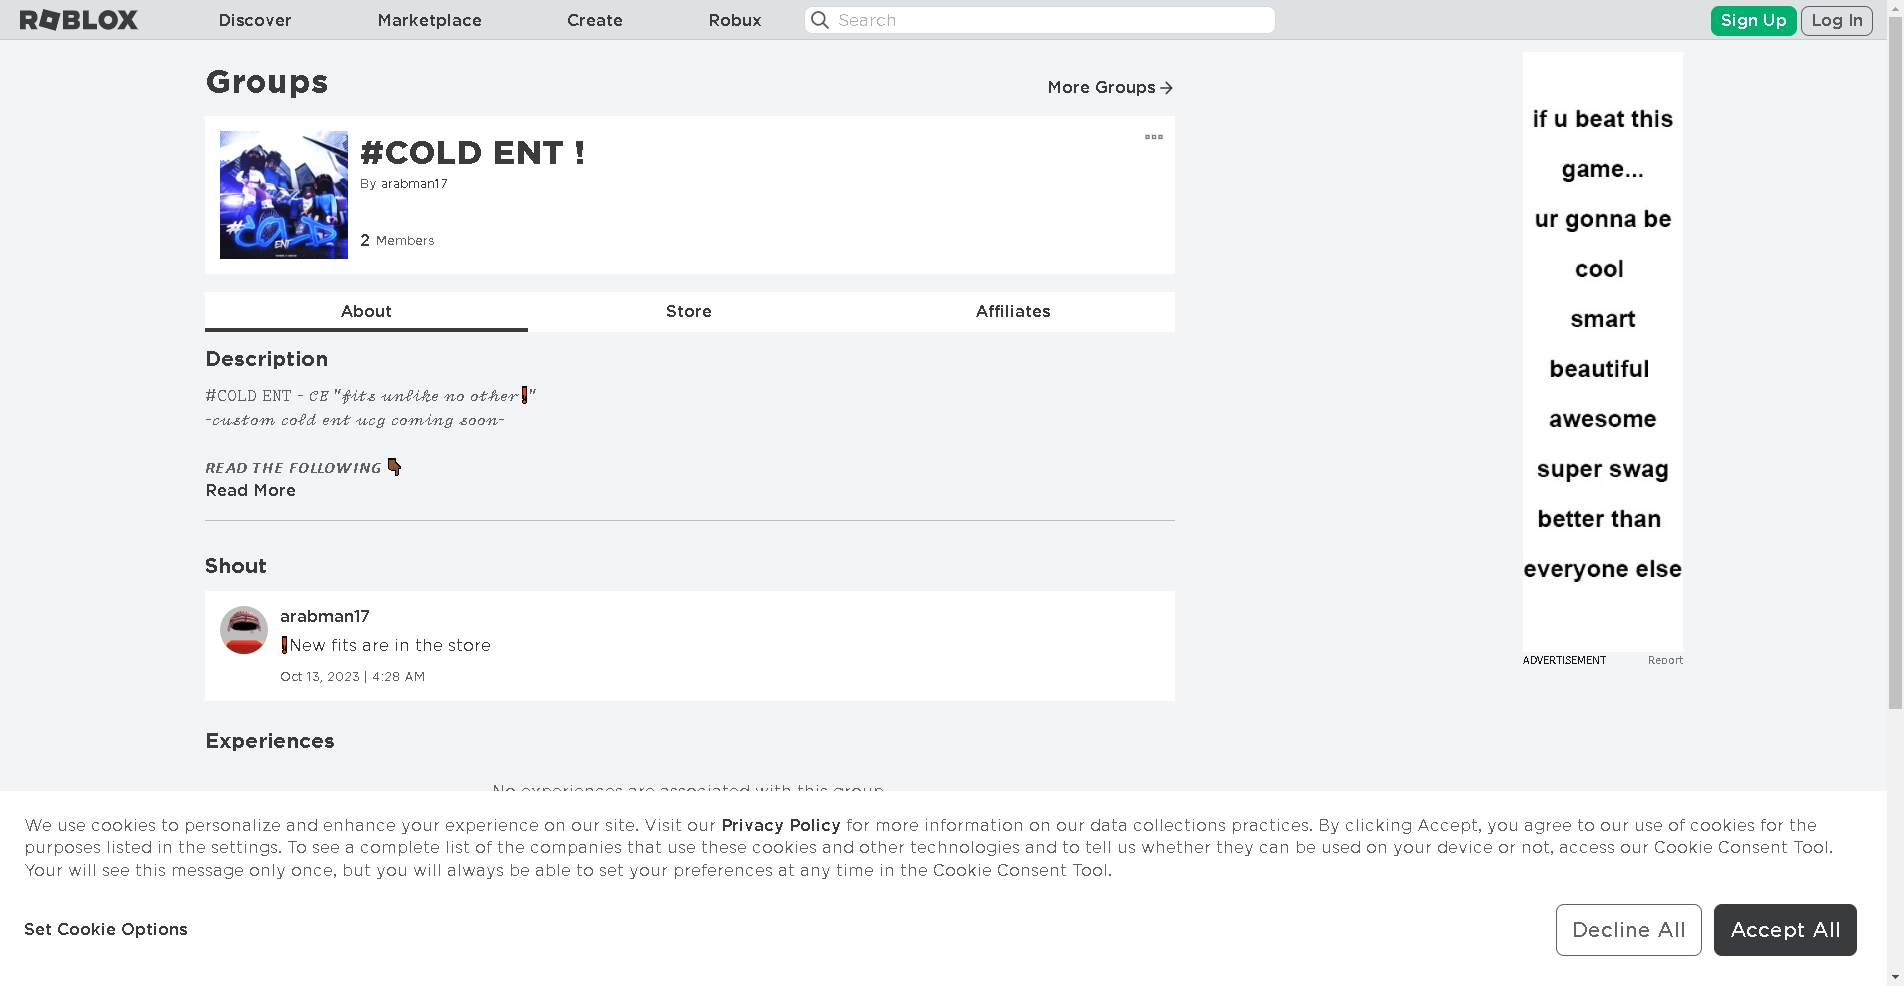 ROBLOX
Discover
Marketplace
Create
Robux
Search
Sign Up
Log In
Groups
More Groups
#COLD ENT !
By arabman17
2 Members
#COLD
ENT
About
Store
Affiliates
Description
#COLD ENT - 𝓒𝓔 "𝓯𝓲𝓽𝓼 𝓾𝓷𝓵𝓲𝓴𝓮 𝓷𝓸 𝓸𝓽𝓱𝓮𝓻❗"
-𝓬𝓾𝓼𝓽𝓸𝓶 𝓬𝓸𝓵𝓭 𝓮𝓷𝓽 𝓾𝓬𝓰 𝓬𝓸𝓶𝓲𝓷𝓰 𝓼𝓸𝓸𝓷-
𝙍𝙀𝘼𝘿 𝙏𝙃𝙀 𝙁𝙊𝙇𝙇𝙊𝙒𝙄𝙉𝙂 👇🏾
Read More
Shout
arabman17
❗New fits are in the store
Oct 13, 2023 | 4:28 AM
Experiences
No experiences are associated with this group
if u beat this
game...
ur gonna be
cool
smart
beautiful
awesome
super swag
better than
everyone else
ADVERTISEMENT
Report
We use cookies to personalize and enhance your experience on our site. Visit our Privacy Policy for more information on our data collections practices. By clicking Accept, you agree to our use of cookies for the
purposes listed in the settings. To see a complete list of the companies that use these cookies and other technologies and to tell us whether they can be used on your device or not, access our Cookie Consent Tool.
Your will see this message only once, but you will always be able to set your preferences at any time in the Cookie Consent Tool.
Set Cookie Options
Decline All
Accept All